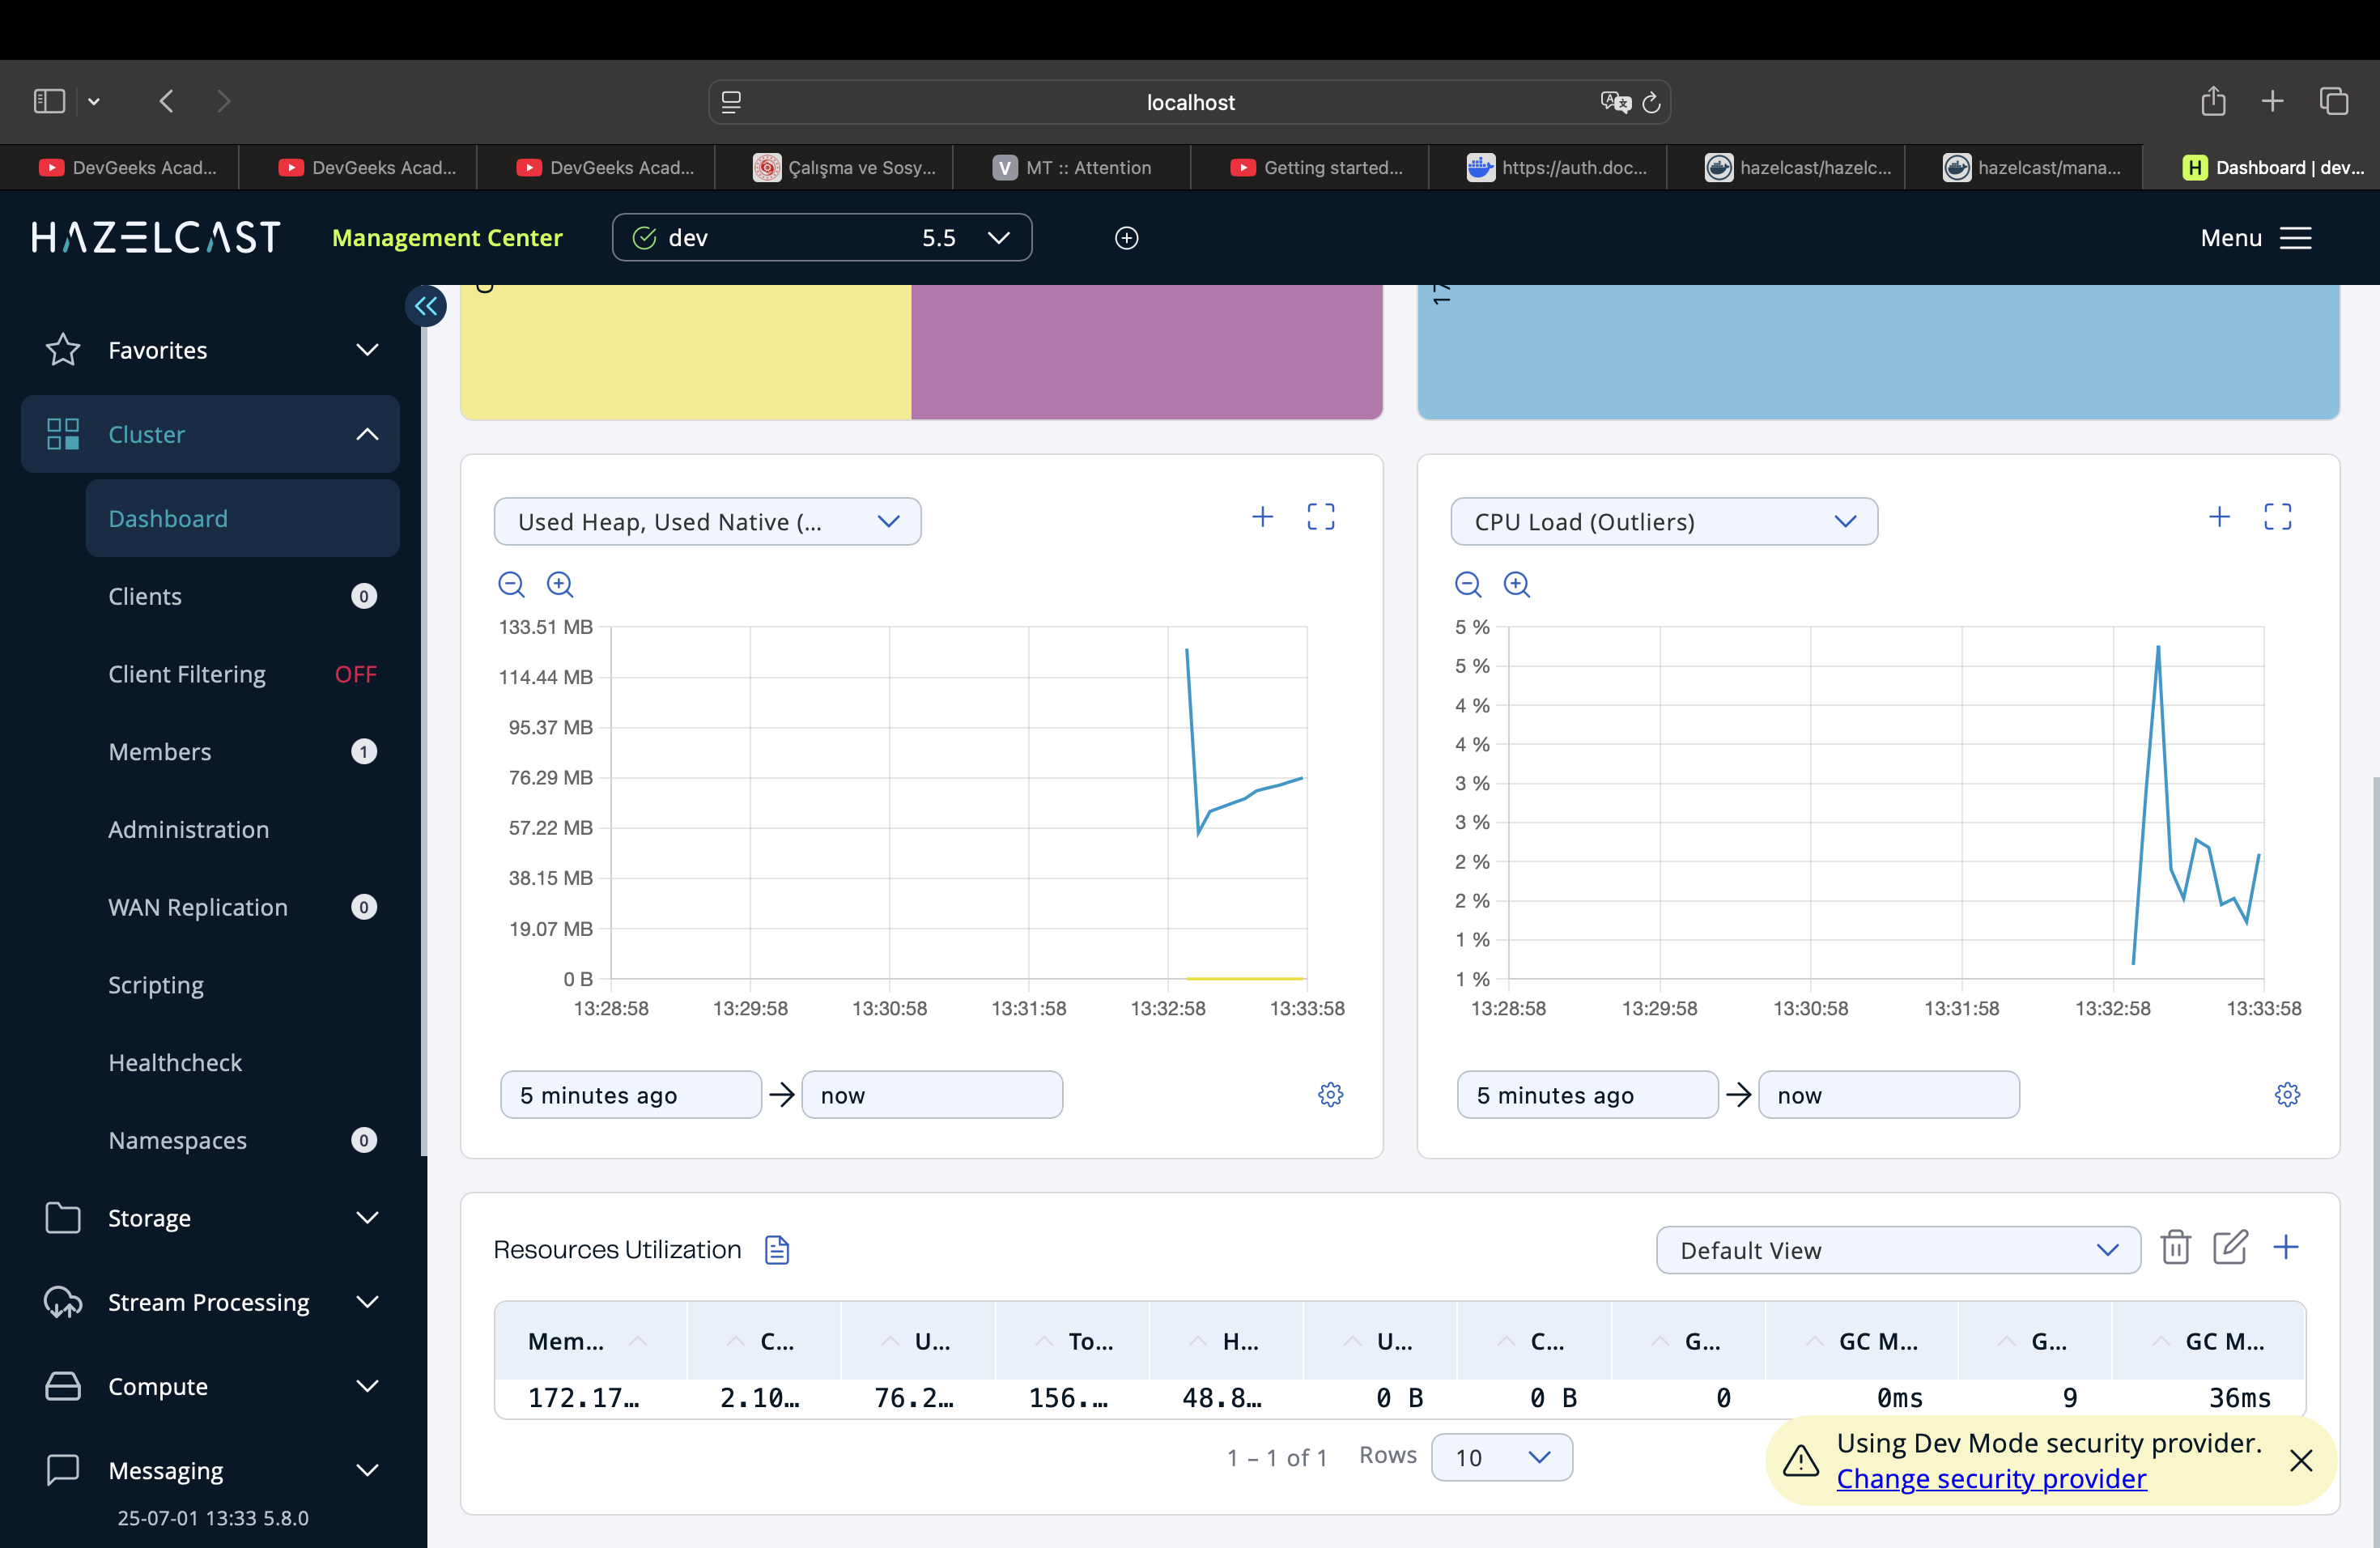 localhost
DevGeeks Acad...
DevGeeks Acad...
DevGeeks Acad...
Çalışma ve Sosy...
V MT :: Attention
Getting started...
https://auth.doc...
hazelcast/hazelc...
hazelcast/mana...
H Dashboard | dev...
HAZELCAST
Management Center
dev 5.5
Menu
Favorites
Cluster
Dashboard
Clients 0
Client Filtering OFF
Members 1
Administration
WAN Replication 0
Scripting
Healthcheck
Namespaces 0
Storage
Stream Processing
Compute
Messaging
25-07-01 13:33 5.8.0
Used Heap, Used Native (...
133.51 MB
114.44 MB
95.37 MB
76.29 MB
57.22 MB
38.15 MB
19.07 MB
0 B
13:28:58 13:29:58 13:30:58 13:31:58 13:32:58 13:33:58
5 minutes ago → now
CPU Load (Outliers)
5 %
5 %
4 %
4 %
3 %
3 %
2 %
2 %
1 %
1 %
13:28:58 13:29:58 13:30:58 13:31:58 13:32:58 13:33:58
5 minutes ago → now
Resources Utilization
Default View
Mem... C... U... To... H... U... C... G... GC M... G... GC M...
172.17... 2.10... 76.2... 156.... 48.8... 0 B 0 B 0 0ms 9 36ms
1 – 1 of 1 Rows 10
Using Dev Mode security provider.
Change security provider